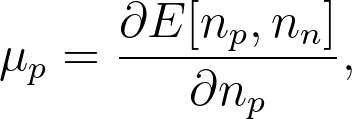 μ_p = ∂E[n_p, n_n] / ∂n_p,